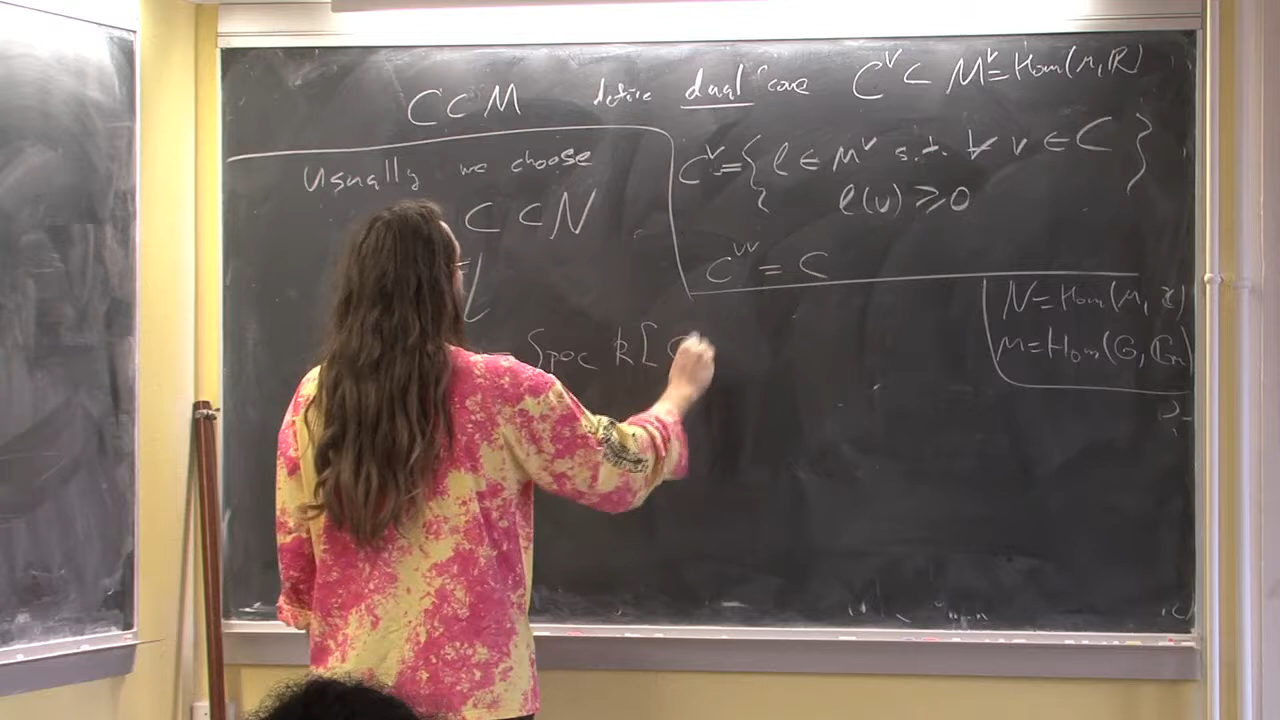 C ⊂ M define dual cone C^∨ ⊂ M^∨ = Hom(M, R)
Usually we choose
C ⊂ N
Spec k[C
C^∨ := { ℓ ∈ M^∨ s.t. ∀ v ∈ C }
ℓ(v) ≥ 0
C^∨∨ = C
N = Hom(M, Z)
M = Hom(G, G_m)